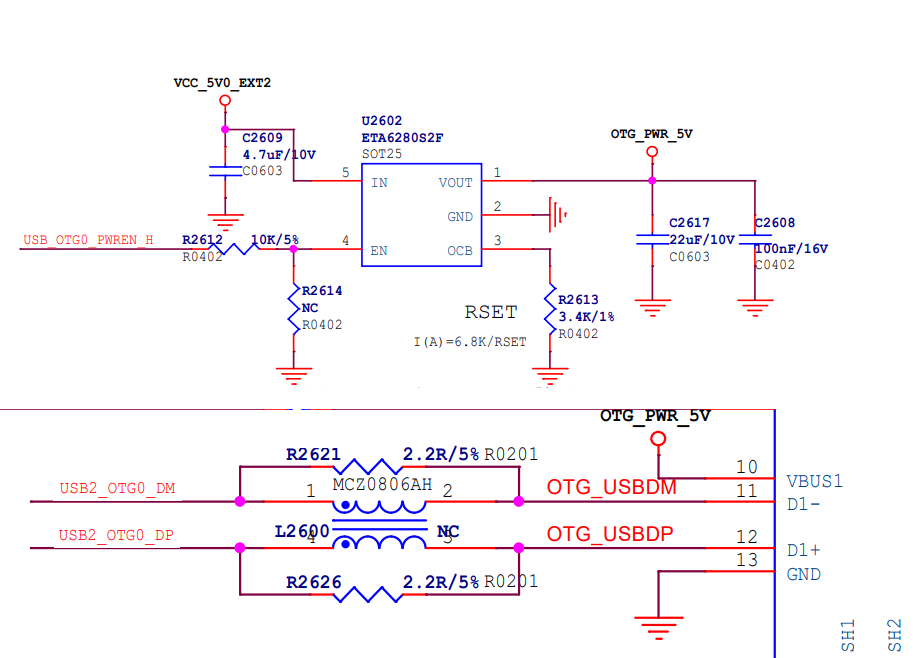 VCC_5V0_EXT2
C2609
4.7uF/10V
C0603
U2602
ETA6280S2F
SOT25
5
IN
VOUT
1
GND
2
4
EN
OCB
3
USB_OTG0_PWREN_H
R2612
10K/5%
R0402
R2614
NC
R0402
RSET
I(A)=6.8K/RSET
R2613
3.4K/1%
R0402
OTG_PWR_5V
C2617
22uF/10V
C0603
C2608
100nF/16V
C0402
OTG_PWR_5V
R2621
2.2R/5%
R0201
MCZ0806AH
USB2_OTG0_DM
1
2
OTG_USBDM
10
VBUS1
11
D1-
USB2_OTG0_DP
L2600
4
NC
3
OTG_USBDP
12
D1+
13
GND
R2626
2.2R/5%
R0201
SH1
SH2